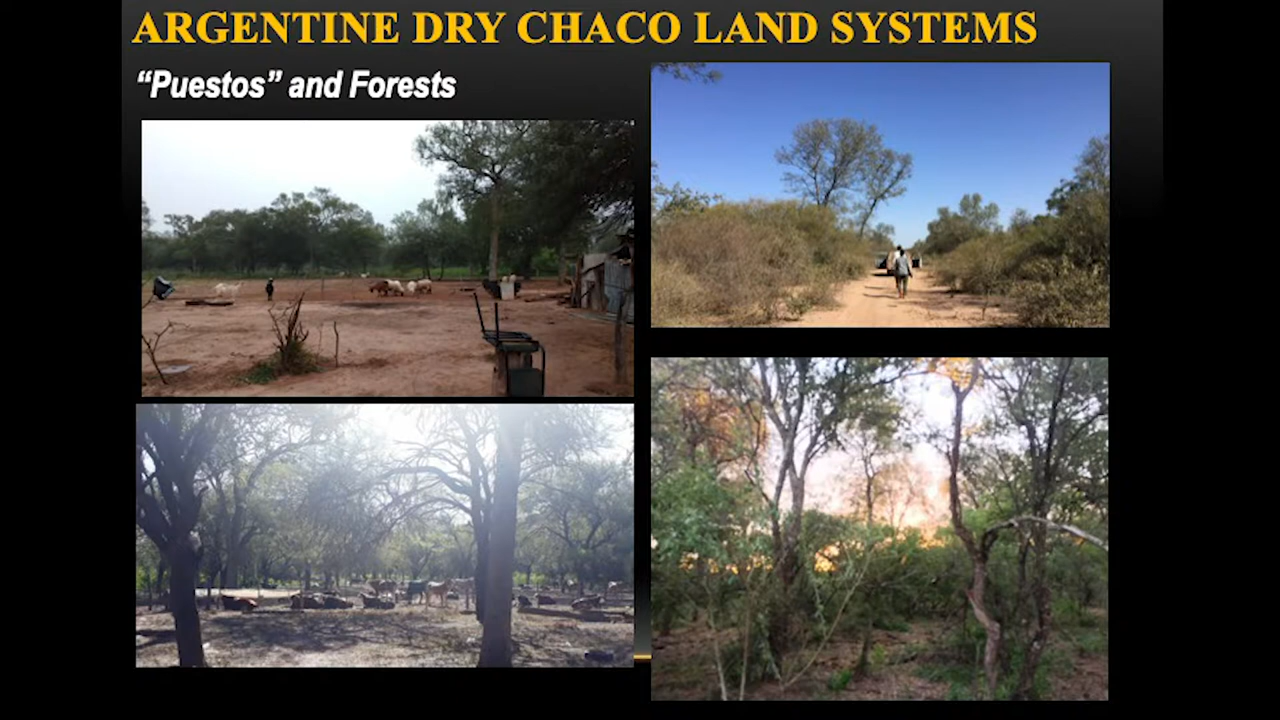 ARGENTINE DRY CHACO LAND SYSTEMS
“Puestos” and Forests